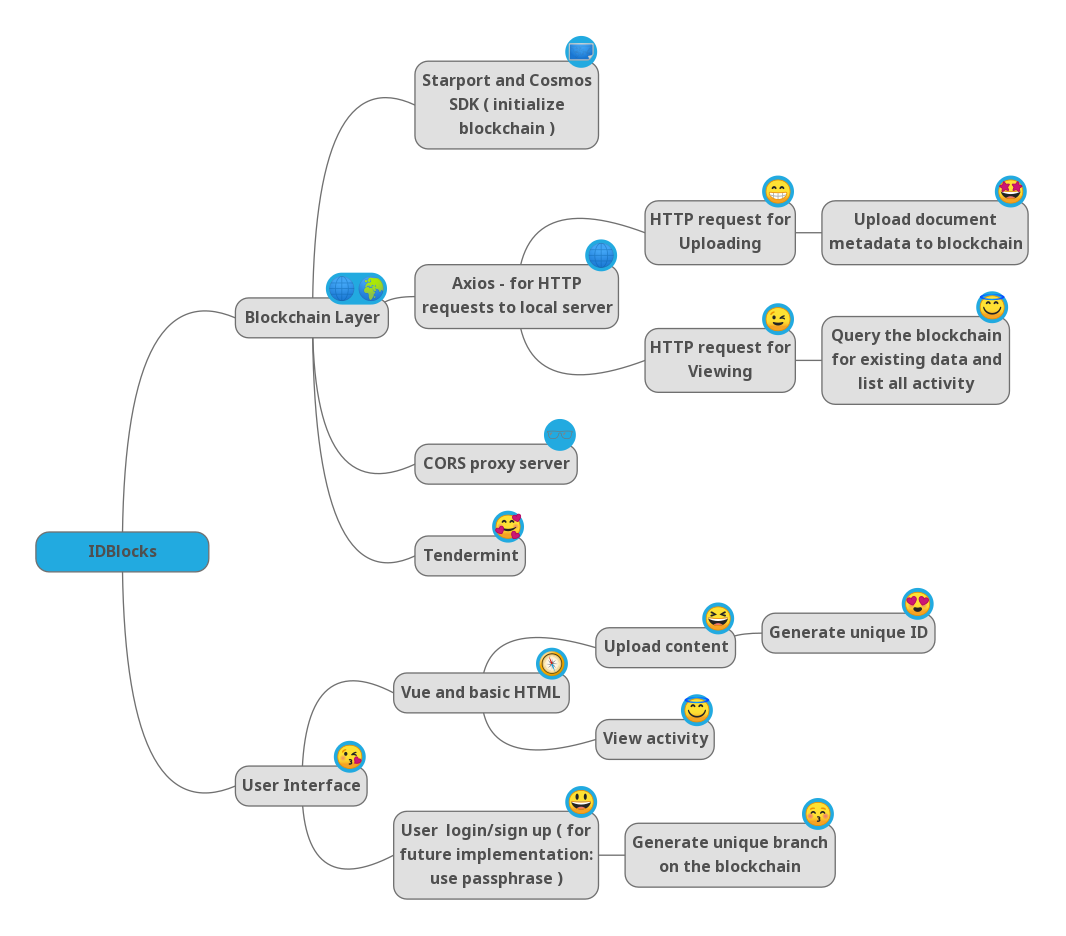 Starport and Cosmos
SDK ( initialize
blockchain )
HTTP request for
Uploading
Upload document
metadata to blockchain
Axios - for HTTP
requests to local server
Blockchain Layer
HTTP request for
Viewing
Query the blockchain
for existing data and
list all activity
CORS proxy server
IDBlocks
Tendermint
Upload content
Generate unique ID
Vue and basic HTML
View activity
User Interface
User  login/sign up ( for
future implementation:
use passphrase )
Generate unique branch
on the blockchain